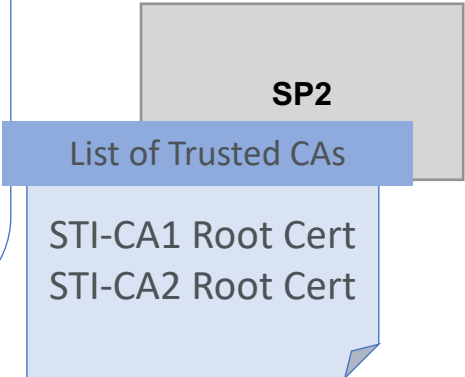 SP2
List of Trusted CAs
STI-CA1 Root Cert
STI-CA2 Root Cert